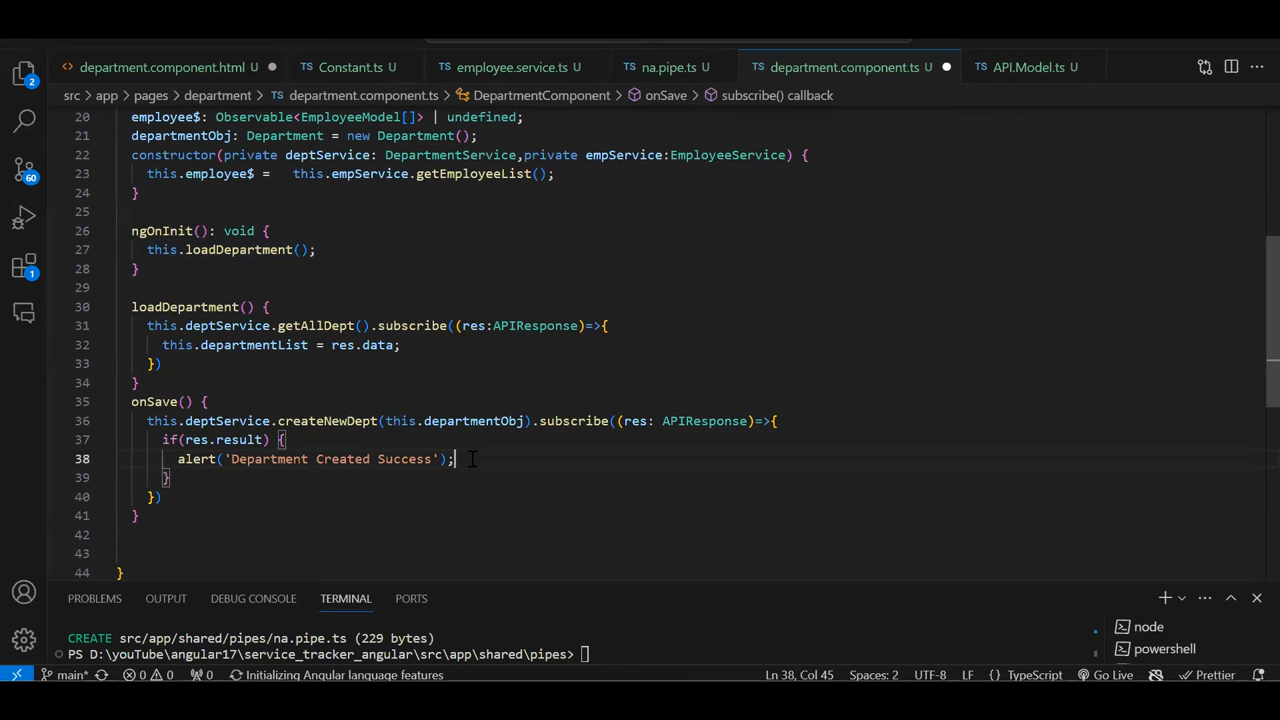 department.component.html Constant.ts employee.service.ts na.pipe.ts department.component.ts API.Model.ts
src > app > pages > department > department.component.ts > DepartmentComponent > onSave > subscribe() callback
20 employee$: Observable<EmployeeModel[]> | undefined;
21 departmentObj: Department = new Department();
22 constructor(private deptService: DepartmentService,private empService:EmployeeService) {
23 this.employee$ =   this.empService.getEmployeeList();
24 }
25
26 ngOnInit(): void {
27 this.loadDepartment();
28 }
29
30 loadDepartment() {
31 this.deptService.getAllDept().subscribe((res:APIResponse)=>{
32 this.departmentList = res.data;
33 })
34 }
35 onSave() {
36 this.deptService.createNewDept(this.departmentObj).subscribe((res: APIResponse)=>{
37 if(res.result) {
38 alert('Department Created Success');
39 }
40 })
41 }
42
43
44 }
2
60
1
PROBLEMS OUTPUT DEBUG CONSOLE TERMINAL PORTS
CREATE src/app/shared/pipes/na.pipe.ts (229 bytes)
PS D:\youTube\angular17\service_tracker_angular\src\app\shared\pipes>
node
powershell
main* 0 0 0 Initializing Angular language features Ln 38, Col 45 Spaces: 2 UTF-8 LF {} TypeScript Go Live Prettier